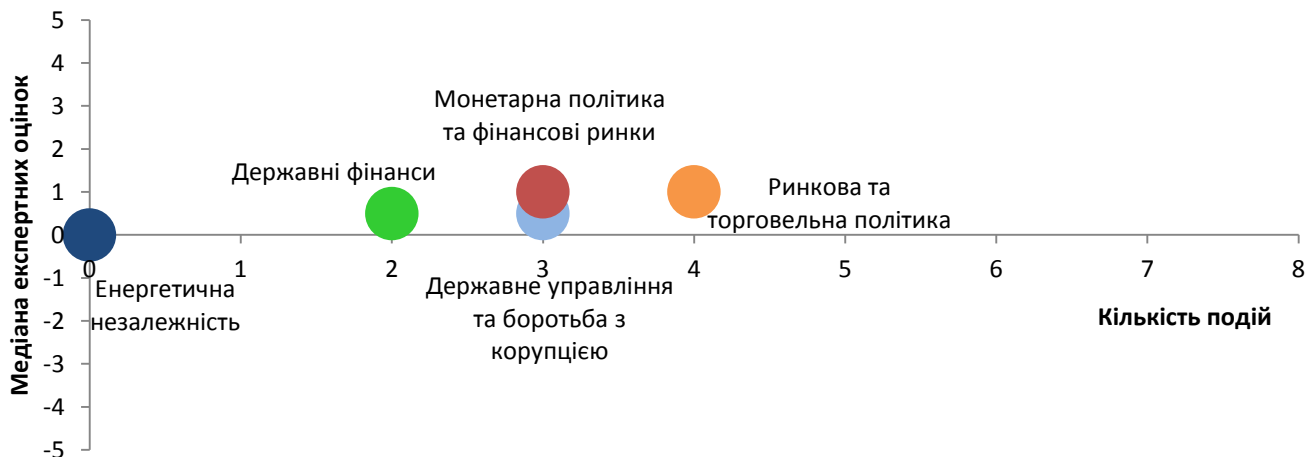 Медіана експертних оцінок
5
4
3
2
1
0
-1
-2
-3
-4
-5
0
1
2
3
4
5
6
7
8
Монетарна політика
та фінансові ринки
Державні фінанси
Ринкова та
торговельна політика
Енергетична
незалежність
Державне управління
та боротьба з
корупцією
Кількість подій